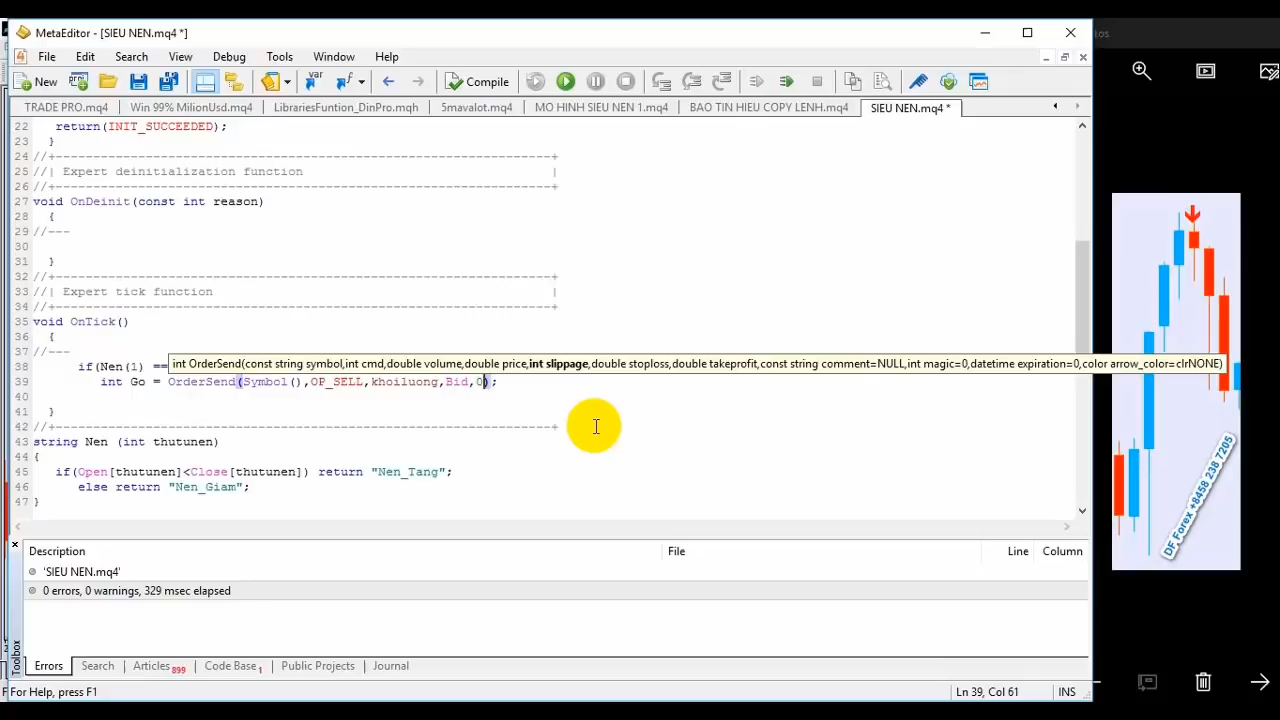 MetaEditor - [SIEU NEN.mq4 *]
File Edit Search View Debug Tools Window Help
New var Compile
TRADE PRO.mq4 Win 99% MilionUsd.mq4 LibrariesFuntion_DinPro.mqh 5mavalot.mq4 MO HINH SIEU NEN 1.mq4 BAO TIN HIEU COPY LENH.mq4 SIEU NEN.mq4 *
22 return(INIT_SUCCEEDED);
23 }
24 //+------------------------------------------------------------------+
25 //| Expert deinitialization function |
26 //+------------------------------------------------------------------+
27 void OnDeinit(const int reason)
28 {
29 //---
30
31 }
32 //+------------------------------------------------------------------+
33 //| Expert tick function |
34 //+------------------------------------------------------------------+
35 void OnTick()
36 {
37 //---
int OrderSend(const string symbol,int cmd,double volume,double price,int slippage,double stoploss,double takeprofit,const string comment=NULL,int magic=0,datetime expiration=0,color arrow_color=clrNONE)
38 if(Nen(1) ==
39 int Go = OrderSend(Symbol(),OP_SELL,khoiluong,Bid,0);
40
41 }
42 //+------------------------------------------------------------------+
43 string Nen (int thutunen)
44 {
45 if(Open[thutunen]<Close[thutunen]) return "Nen_Tang";
46 else return "Nen_Giam";
47 }
Description File Line Column
'SIEU NEN.mq4'
0 errors, 0 warnings, 329 msec elapsed
Toolbox
Errors Search Articles 899 Code Base 1 Public Projects Journal
For Help, press F1 Ln 39, Col 61 INS
DF Forex +8458 238 7205